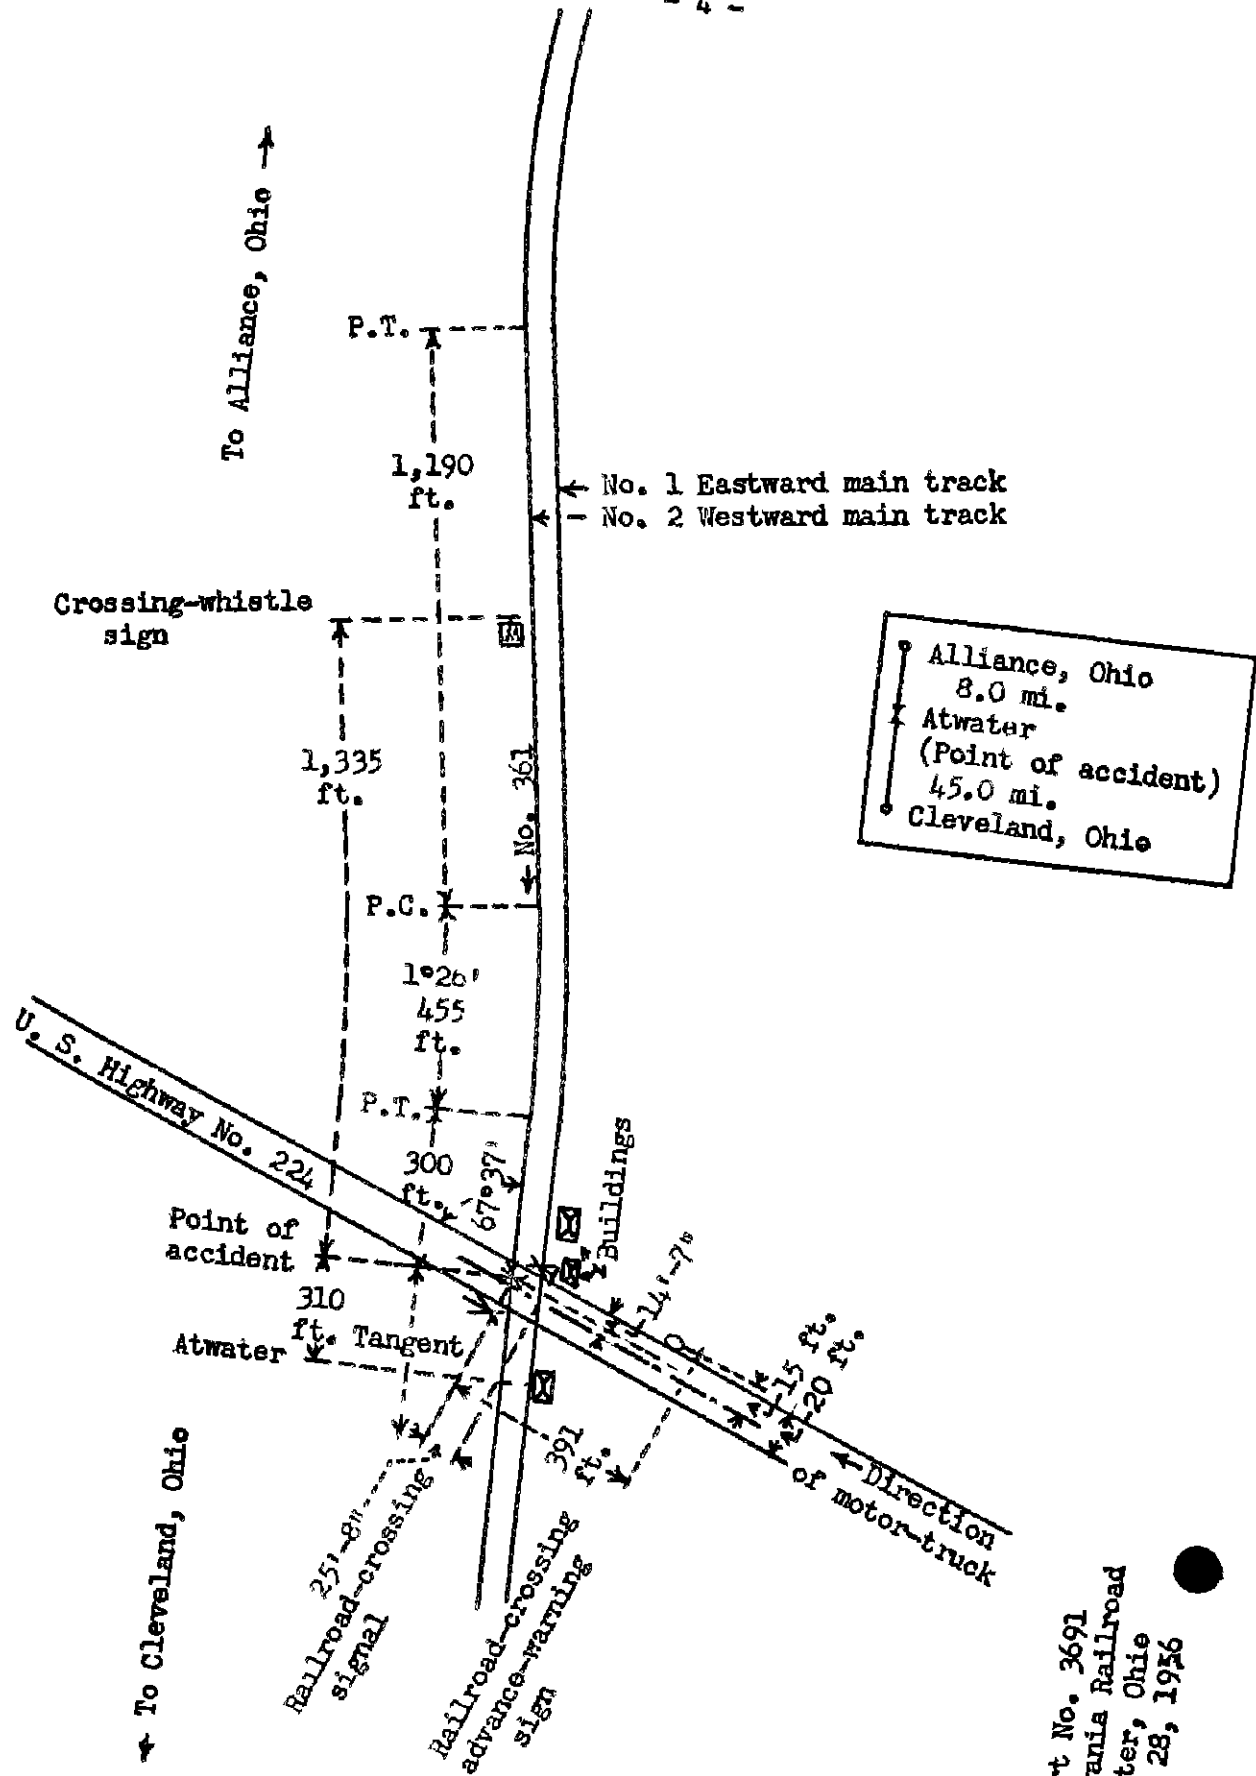 - 4 -
To Alliance, Ohio
P.T.
1,190
ft.
No. 1 Eastward main track
No. 2 Westward main track
Crossing-whistle
sign
W
Alliance, Ohio
8.0 mi.
Atwater
(Point of accident)
45.0 mi.
Cleveland, Ohio
1,335
ft.
No. 361
P.C.
1°26'
455
ft.
U. S. Highway No. 224
P.T.
300
ft.
67°37'
Buildings
Point of
accident
14'-7"
310
ft.
Tangent
Atwater
15 ft.
20 ft.
391
ft.
Direction
of motor-truck
To Cleveland, Ohio
25'-8"
Railroad-crossing
signal
Railroad-crossing
advance-warning
sign
t No. 3691
ania Railroad
ter, Ohio
28, 1956